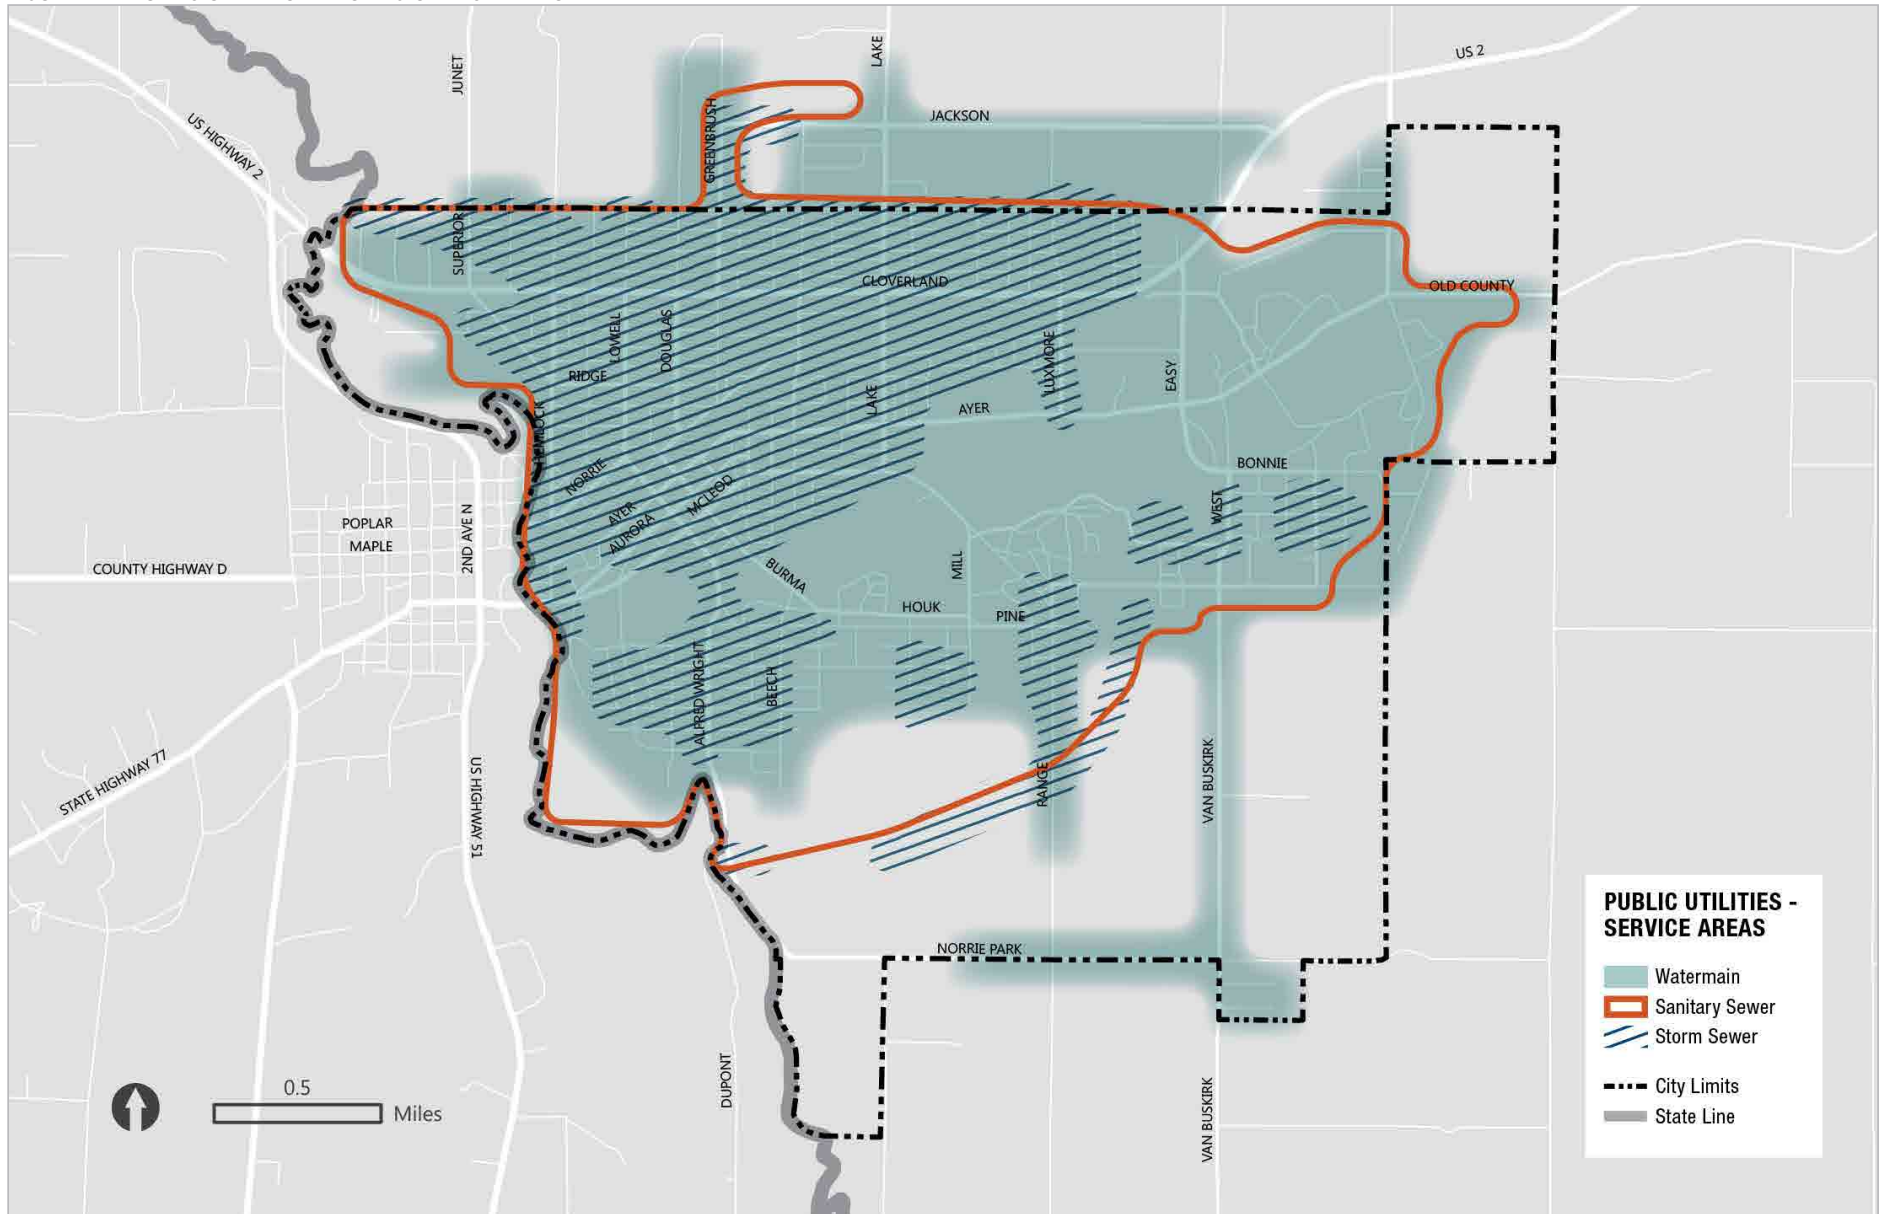 LAKE
US 2
JUNET
JACKSON
US HIGHWAY 2
GREENBRUSH
SUPERIOR
CLOVERLAND
OLD COUNTY
LOWELL
DOUGLAS
LUXMORE
EASY
RIDGE
LAKE
AYER
HEMLOCK
NORRIE
BONNIE
MCLEOD
WEST
AYER
AURORA
POPLAR
MAPLE
2ND AVE N
COUNTY HIGHWAY D
MILL
BURMA
HOUK
PINE
ALFRED WRIGHT
BEECH
STATE HIGHWAY 77
US HIGHWAY 51
RANGE
VAN BUSKIRK
NORRIE PARK
DUPONT
VAN BUSKIRK
0.5
Miles
PUBLIC UTILITIES -
SERVICE AREAS
Watermain
Sanitary Sewer
Storm Sewer
City Limits
State Line